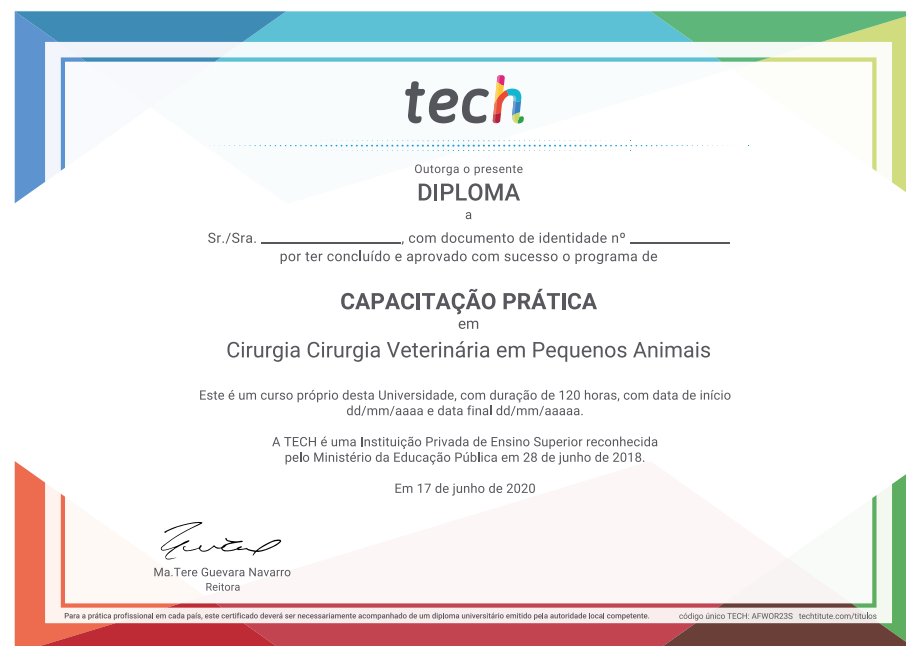 tech
Outorga o presente
DIPLOMA
a
Sr./Sra. ____________________, com documento de identidade nº ______________
por ter concluído e aprovado com sucesso o programa de
CAPACITAÇÃO PRÁTICA
em
Cirurgia Cirurgia Veterinária em Pequenos Animais
Este é um curso próprio desta Universidade, com duração de 120 horas, com data de início
dd/mm/aaaa e data final dd/mm/aaaaa.
A TECH é uma Instituição Privada de Ensino Superior reconhecida
pelo Ministério da Educação Pública em 28 de junho de 2018.
Em 17 de junho de 2020
Ma.Tere Guevara Navarro
Reitora
Para a prática profissional em cada país, este certificado deverá ser necessariamente acompanhado de um diploma universitário emitido pela autoridade local competente. código único TECH: AFWOR23S techtitute.com/títulos